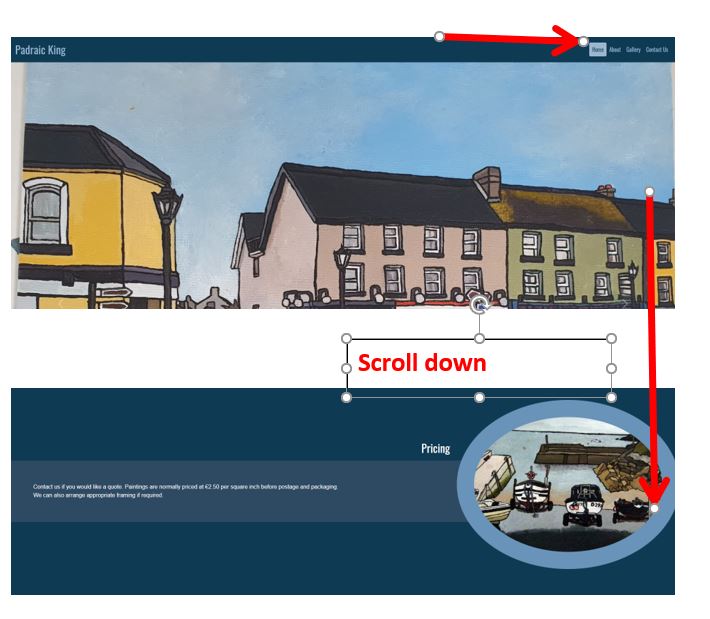 Padraic King
Home About Gallery Contact Us
Scroll down
Pricing
Contact us if you would like a quote. Paintings are normally priced at €2.50 per square inch before postage and packaging.
We can also arrange appropriate framing if required.